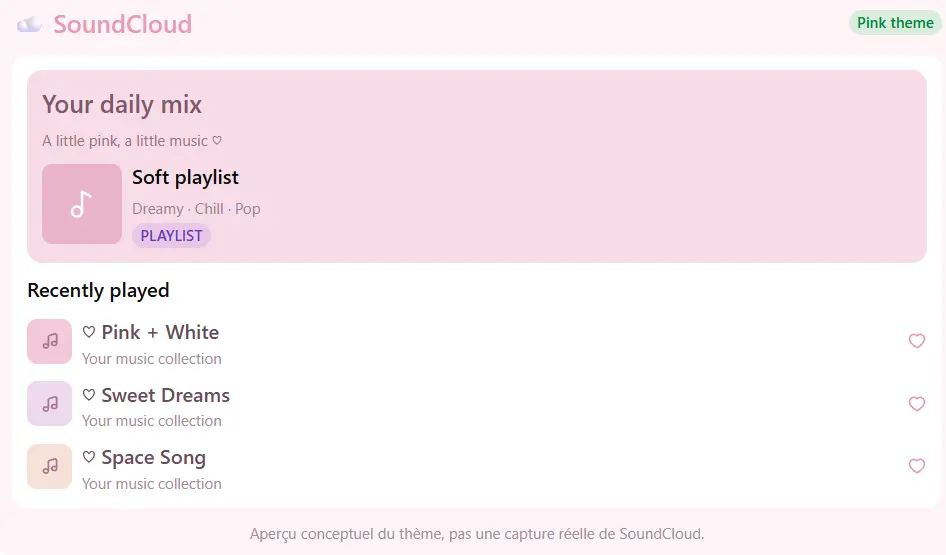 SoundCloud
Pink theme
Your daily mix
A little pink, a little music ♡
Soft playlist
Dreamy · Chill · Pop
PLAYLIST
Recently played
♡ Pink + White
Your music collection
♡ Sweet Dreams
Your music collection
♡ Space Song
Your music collection
Aperçu conceptuel du thème, pas une capture réelle de SoundCloud.